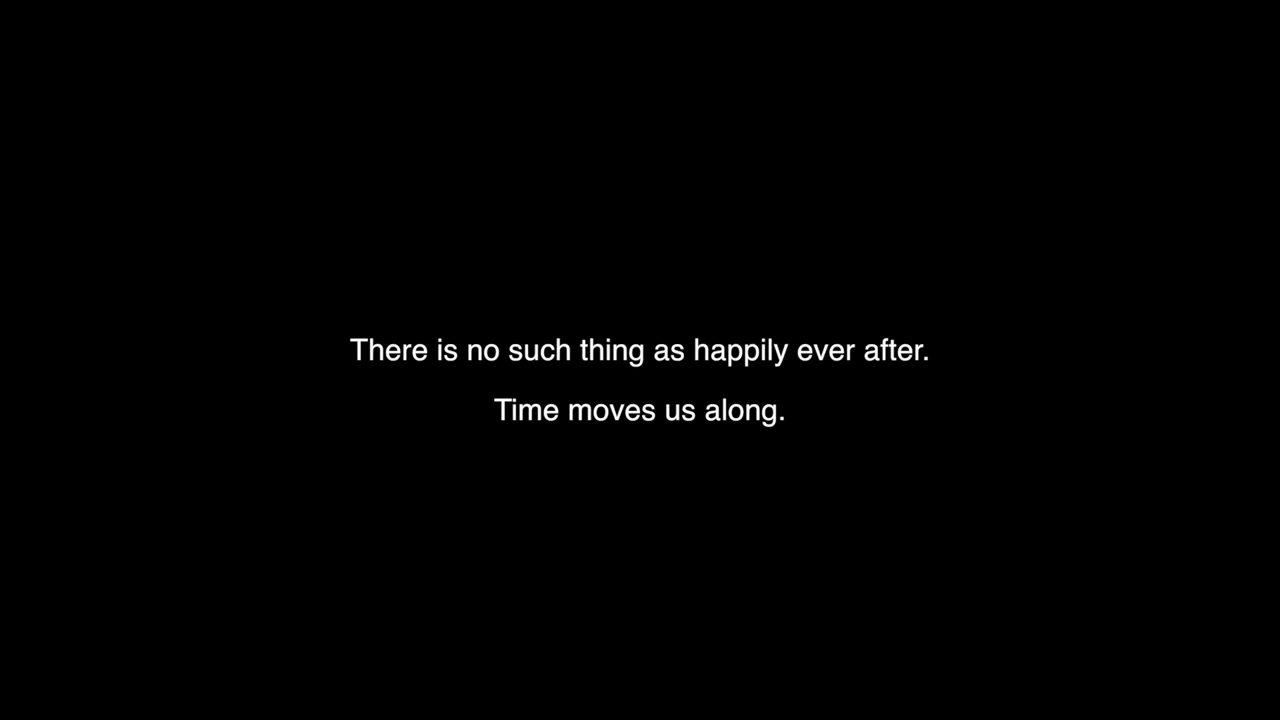 There is no such thing as happily ever after.
Time moves us along.